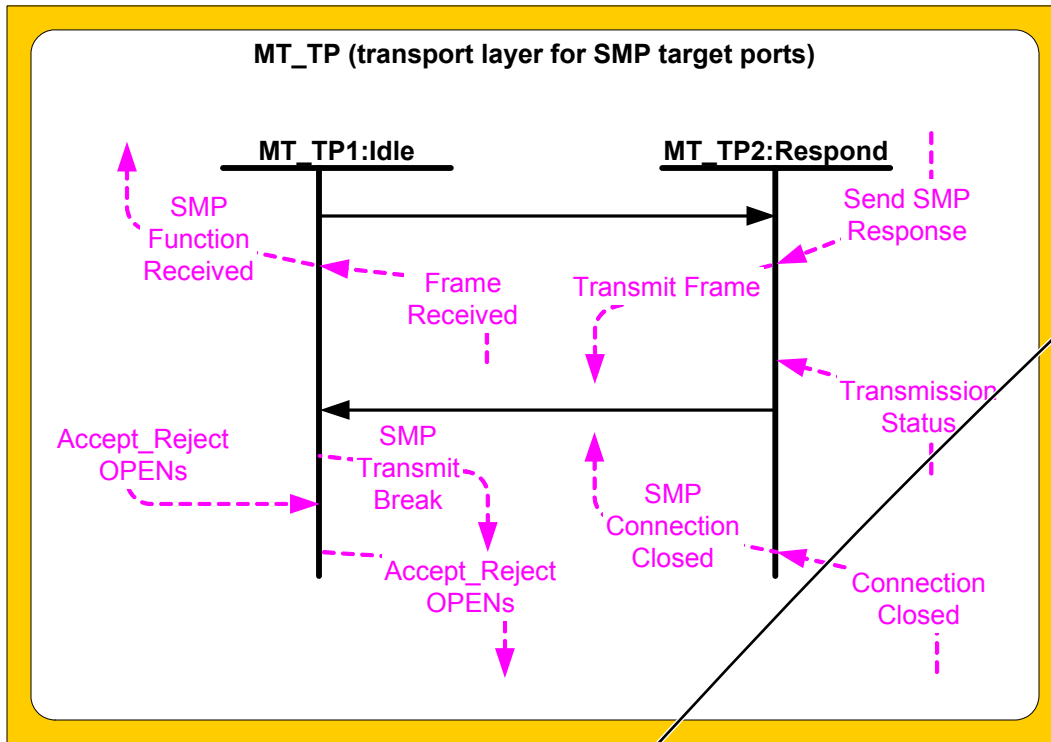 MT_TP (transport layer for SMP target ports)
MT_TP1:Idle
MT_TP2:Respond
SMP
Function
Received
Frame
Received
Send SMP
Response
Transmit Frame
Transmission
Status
Accept_Reject
OPENs
SMP
Transmit
Break
SMP
Connection
Closed
Accept_Reject
OPENs
Connection
Closed